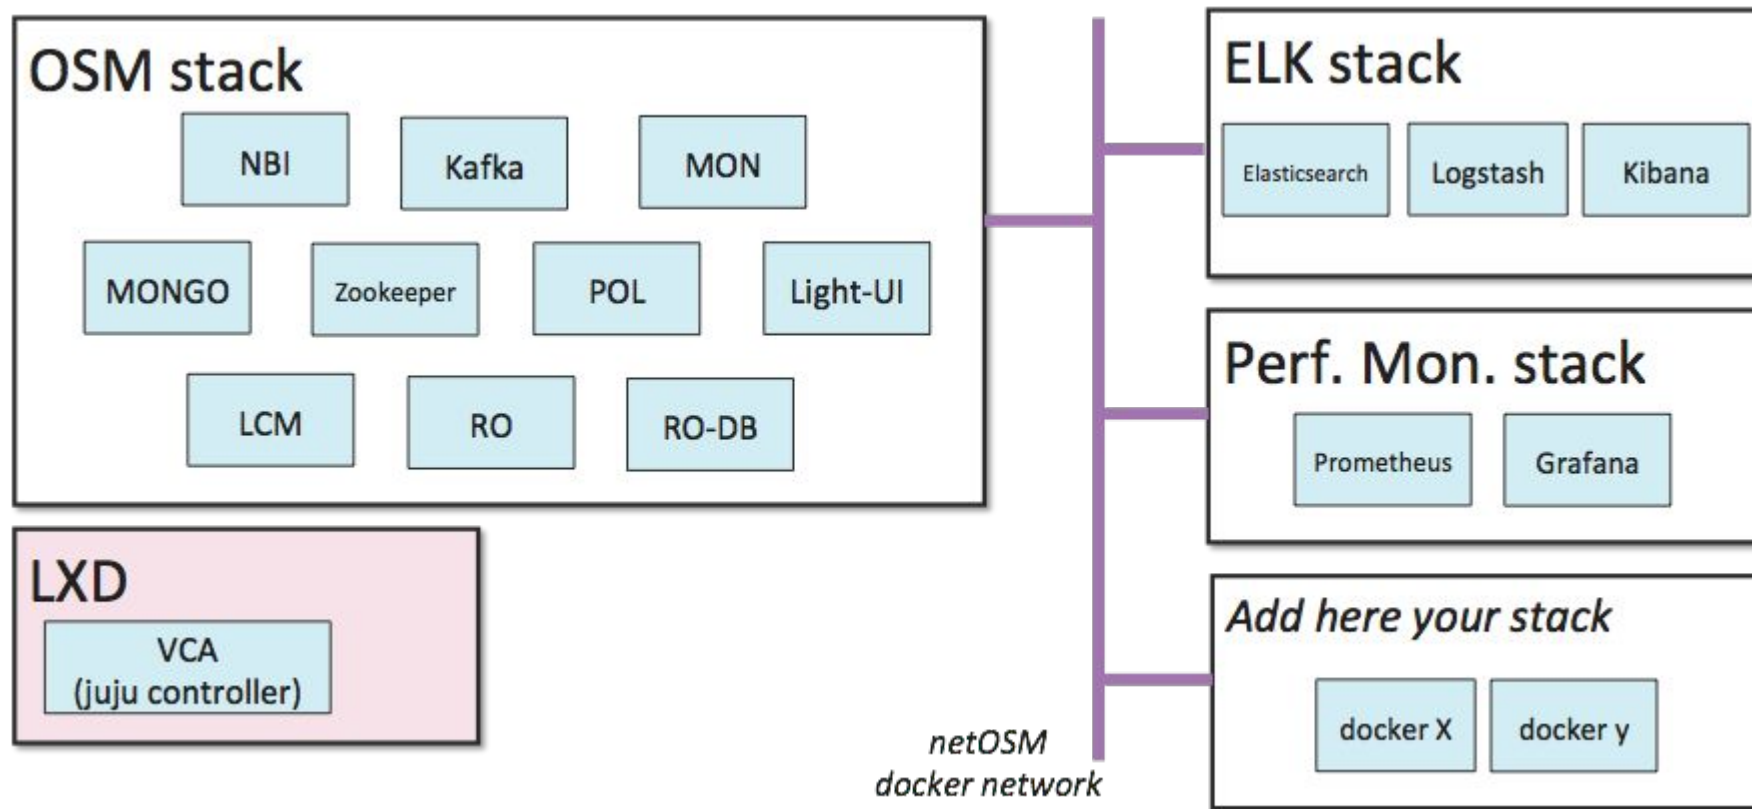 OSM stack
NBI
Kafka
MON
MONGO
Zookeeper
POL
Light-UI
LCM
RO
RO-DB
LXD
VCA
(juju controller)
netOSM
docker network
ELK stack
Elasticsearch
Logstash
Kibana
Perf. Mon. stack
Prometheus
Grafana
Add here your stack
docker X
docker y